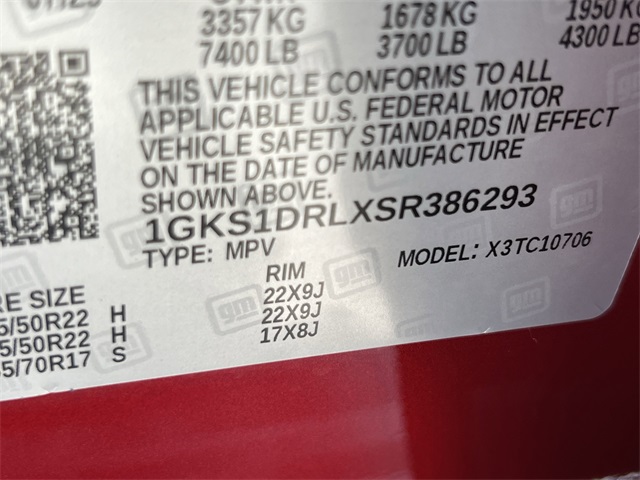 3357 KG 1678 KG 1950 KG
7400 LB 3700 LB 4300 LB
THIS VEHICLE CONFORMS TO ALL
APPLICABLE U.S. FEDERAL MOTOR
VEHICLE SAFETY STANDARDS IN EFFECT
ON THE DATE OF MANUFACTURE
SHOWN ABOVE.
1GKS1DRLXSR386293
TYPE: MPV MODEL: X3TC10706
RE SIZE RIM
5/50R22 H 22X9J
5/50R22 H 22X9J
5/70R17 S 17X8J
gm